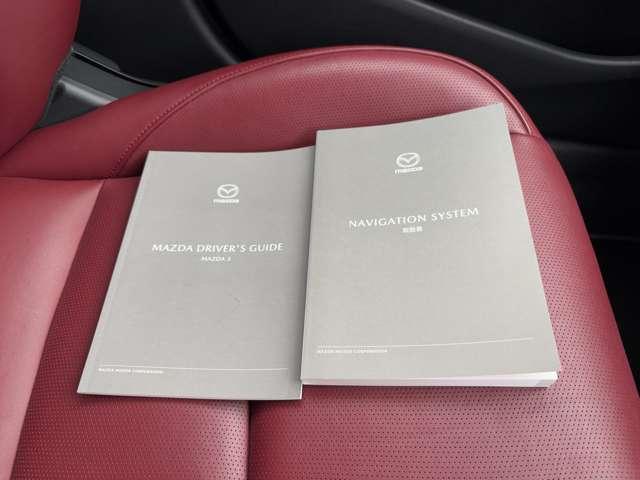 mazda
MAZDA DRIVER'S GUIDE
MAZDA 3
MAZDA MOTOR CORPORATION
mazda
NAVIGATION SYSTEM
取扱書
MAZDA MOTOR CORPORATION